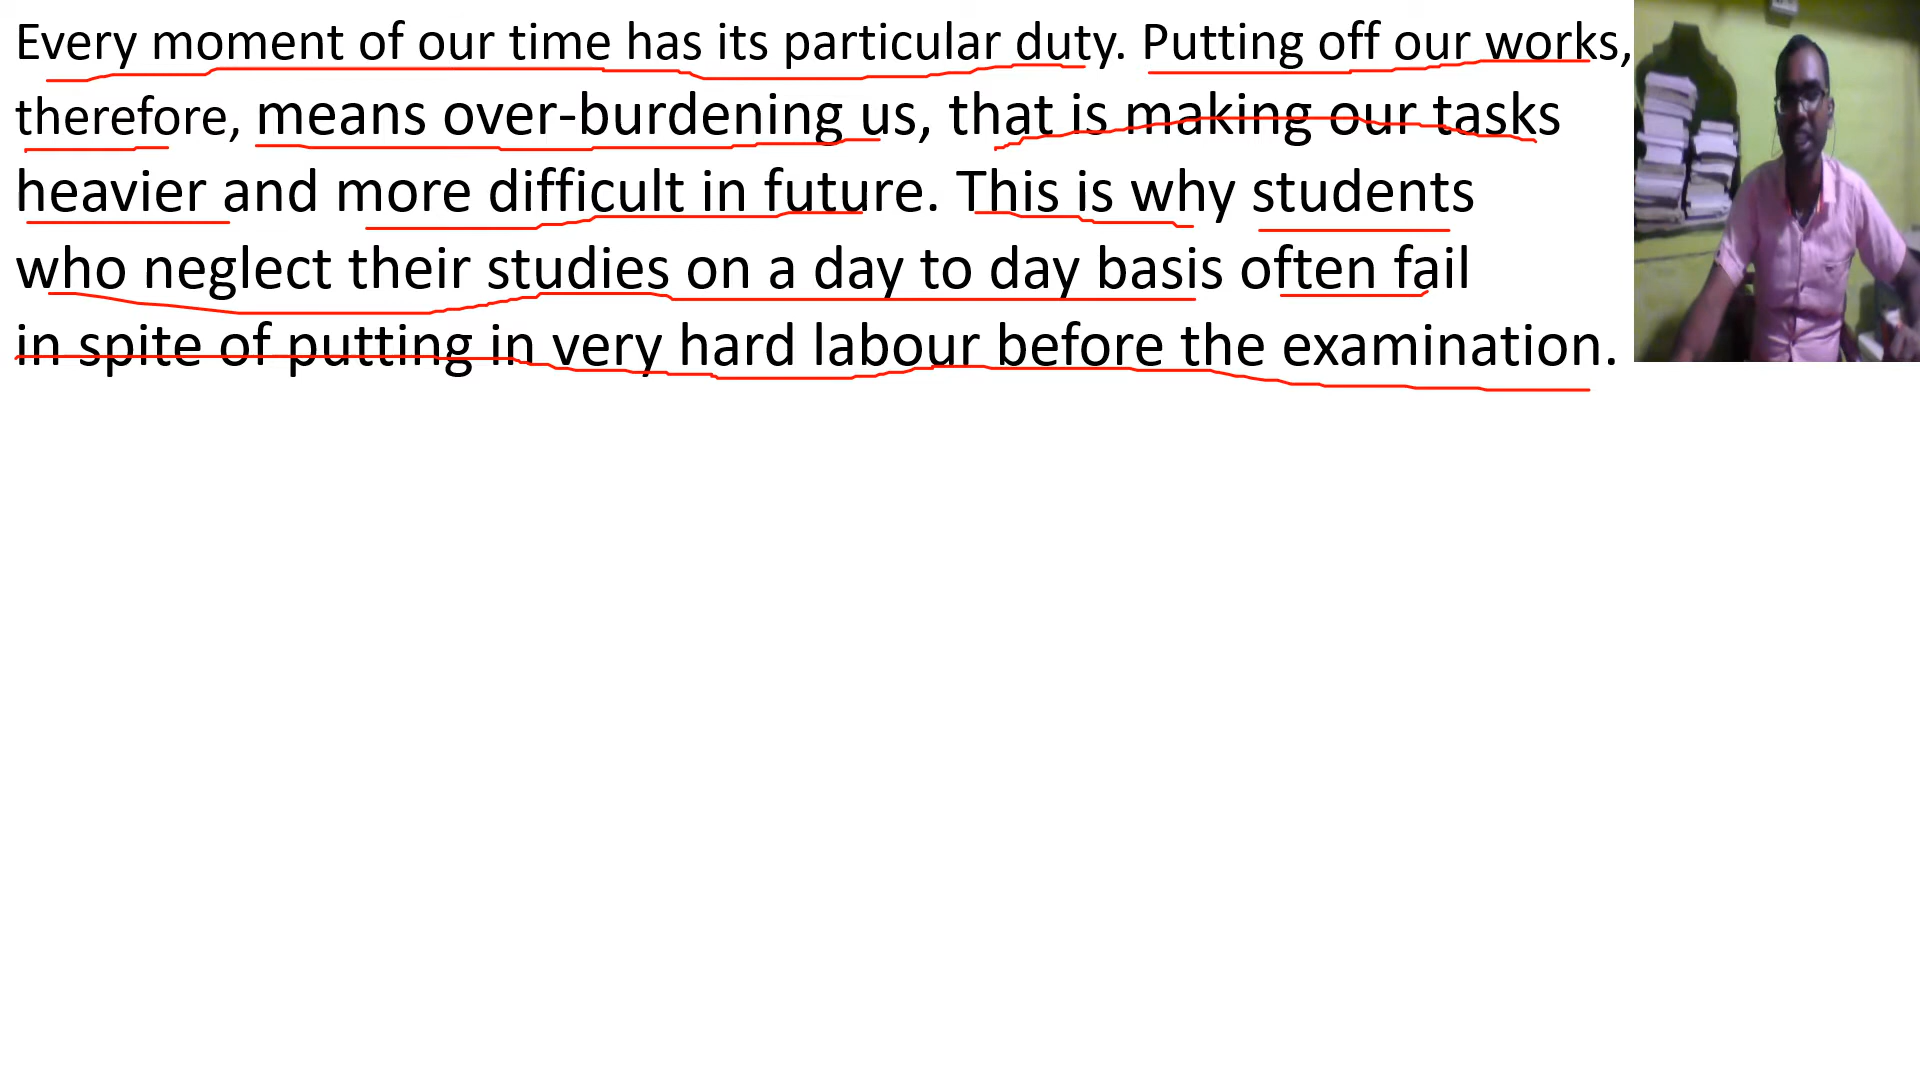 Every moment of our time has its particular duty. Putting off our works,
therefore, means over-burdening us, that is making our tasks
heavier and more difficult in future. This is why students
who neglect their studies on a day to day basis often fail
in spite of putting in very hard labour before the examination.